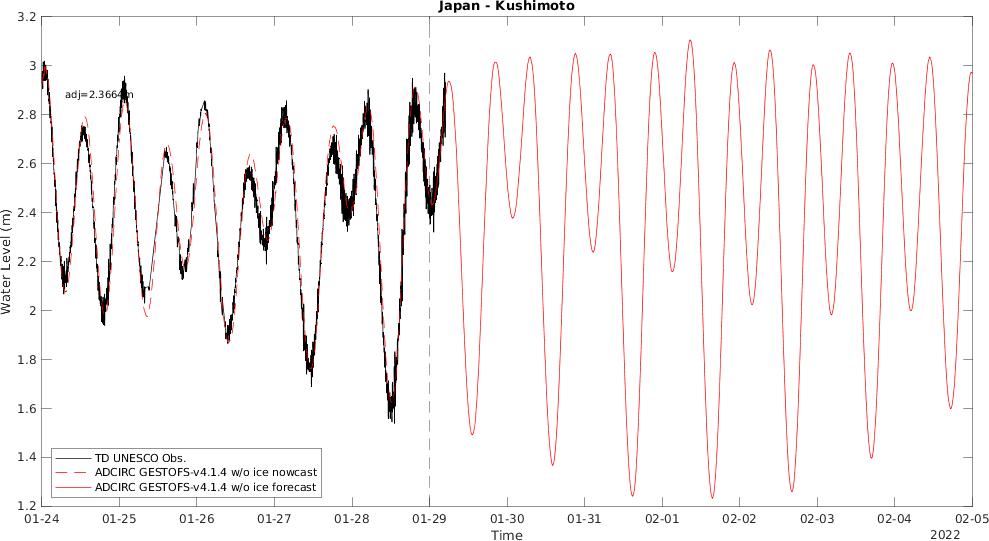 Japan - Kushimoto
3.2
3
2.8
2.6
2.4
2.2
2
1.8
1.6
1.4
1.2
Water Level (m)
adj=2.3664m
TD UNESCO Obs.
ADCIRC GESTOFS-v4.1.4 w/o ice nowcast
ADCIRC GESTOFS-v4.1.4 w/o ice forecast
01-24 01-25 01-26 01-27 01-28 01-29 01-30 01-31 02-01 02-02 02-03 02-04 02-05
Time
2022